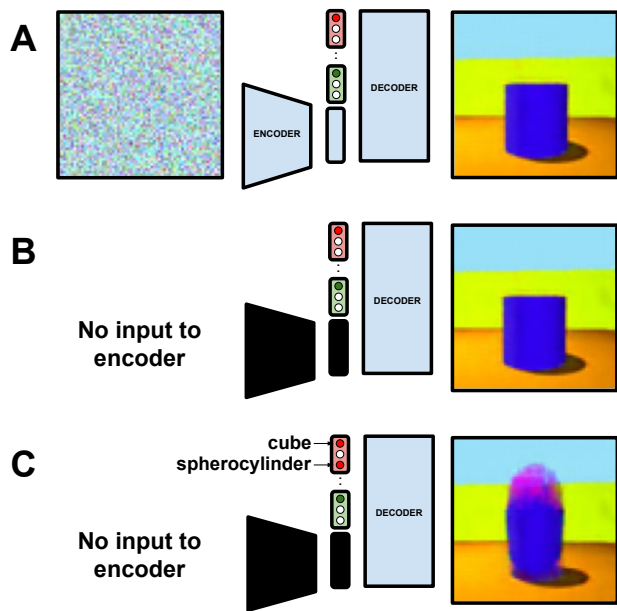 A
ENCODER
DECODER
B
No input to
encoder
DECODER
C
cube
spherocylinder
No input to
encoder
DECODER